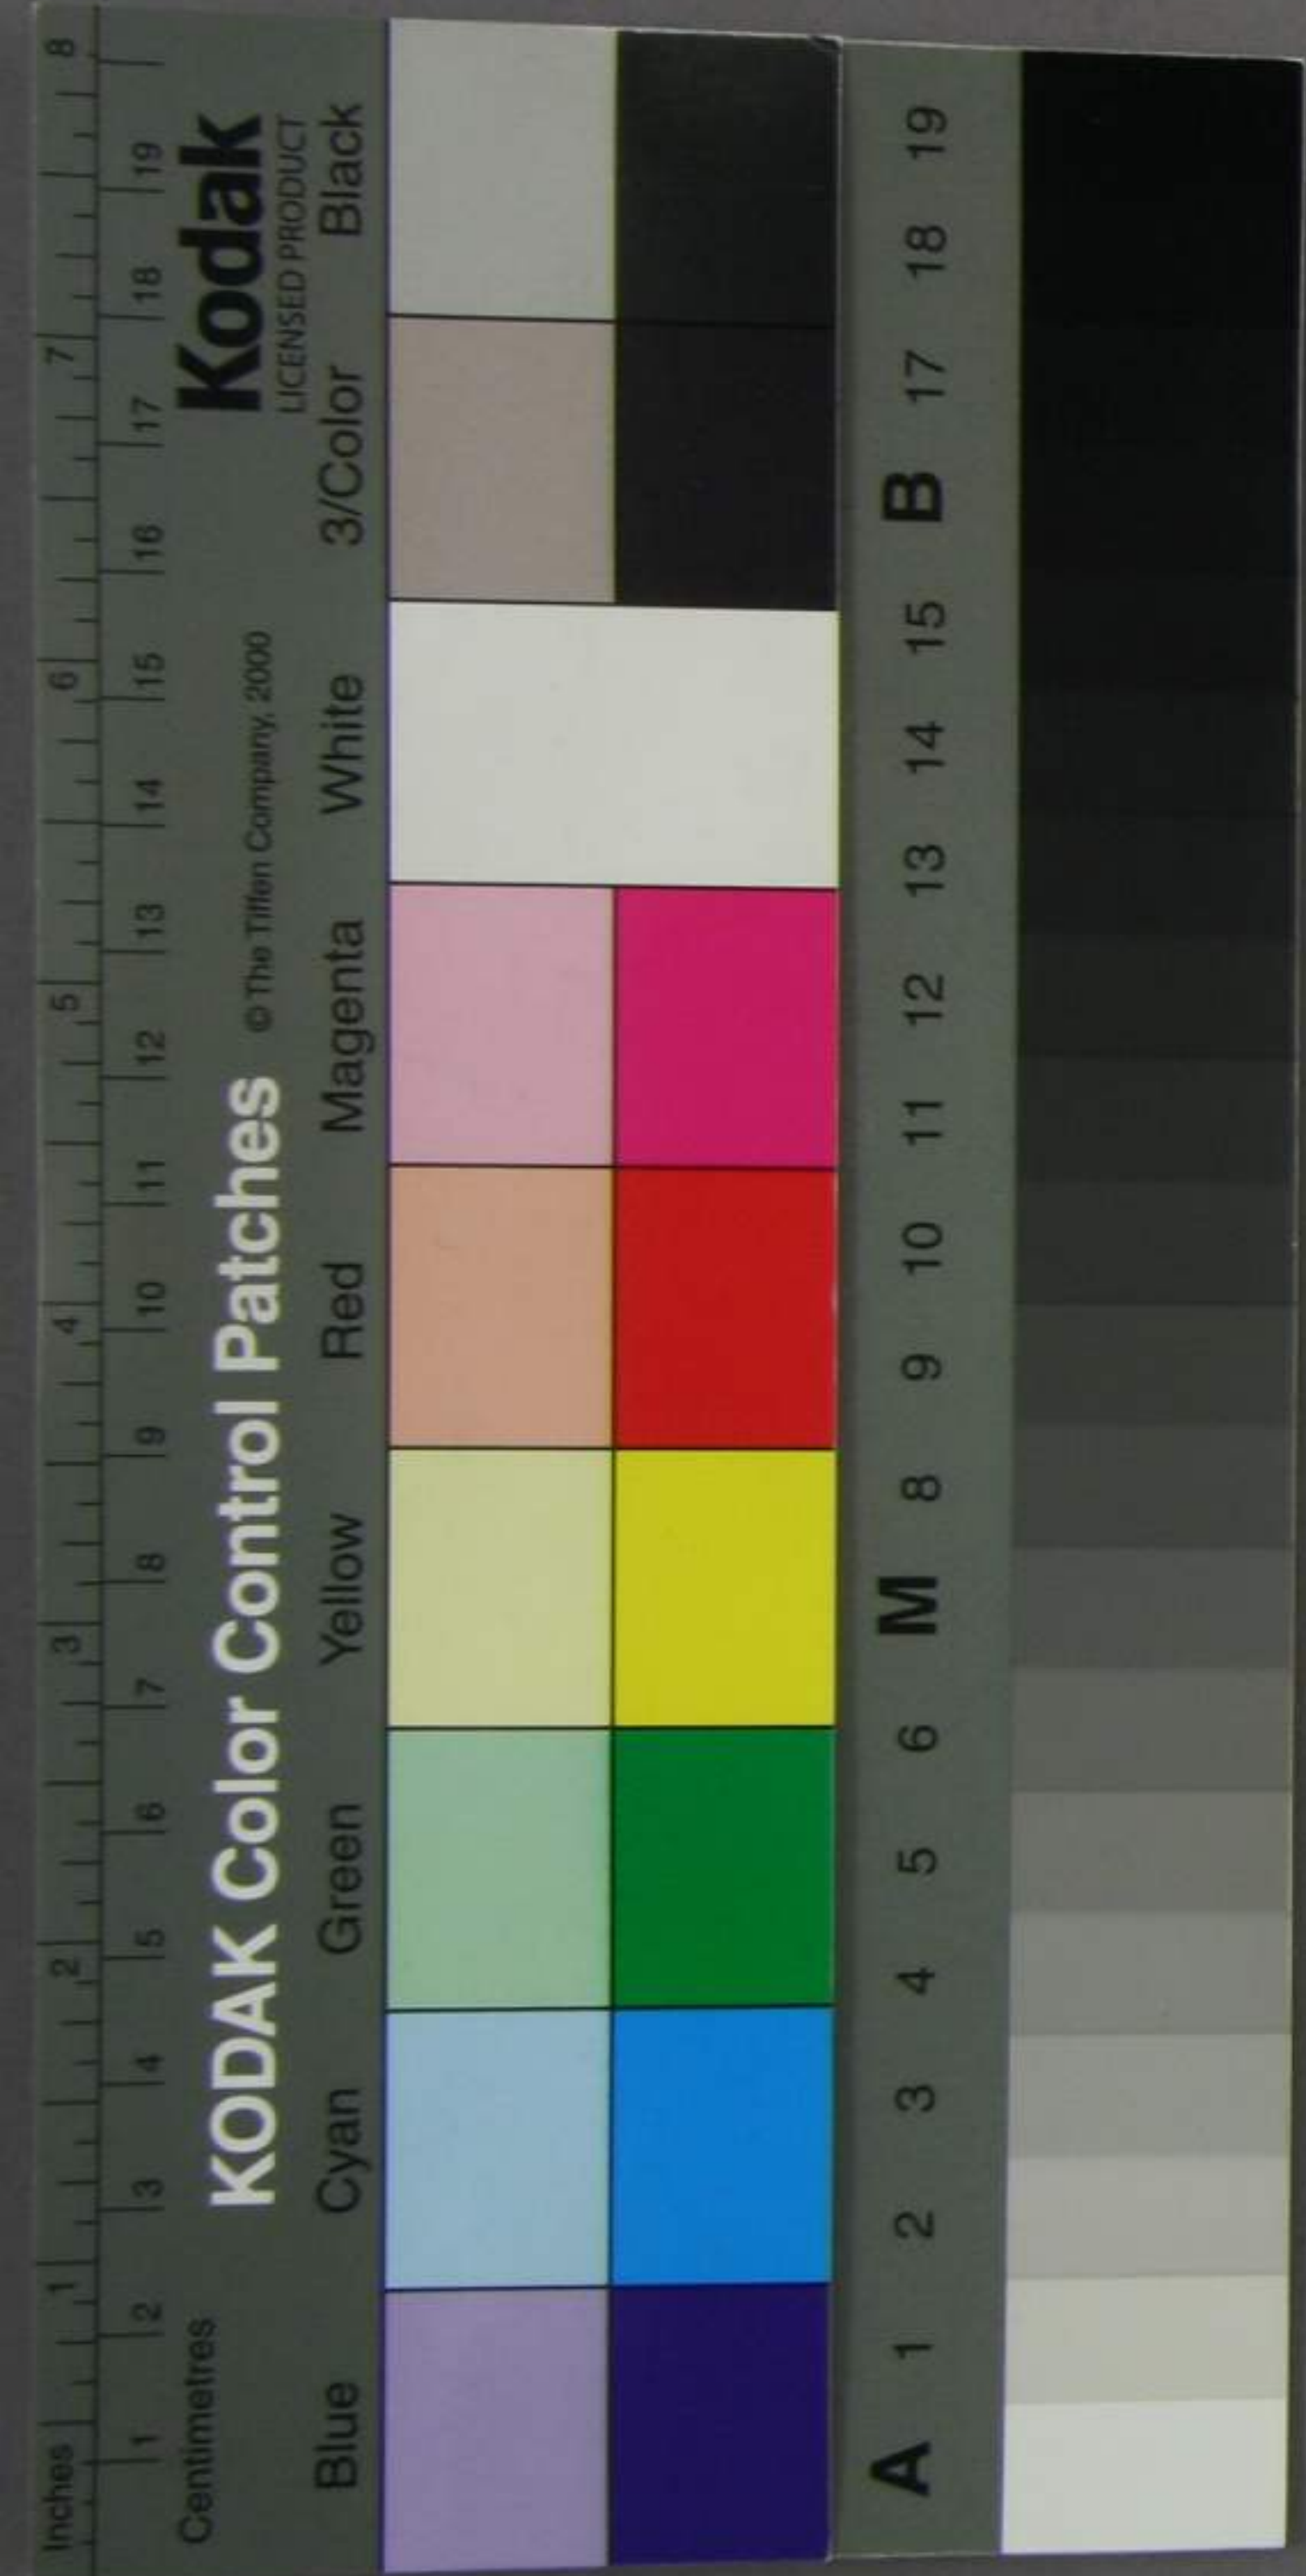 Inches 1 2 3 4 5 6 7 8
1 2 3 4 5 6 7 8 9 10 11 12 13 14 15 16 17 18 19
Centimetres
KODAK Color Control Patches © The Tiffen Company, 2000 Kodak
LICENSED PRODUCT
Blue Cyan Green Yellow Red Magenta White 3/Color Black
A 1 2 3 4 5 6 M 8 9 10 11 12 13 14 15 B 17 18 19